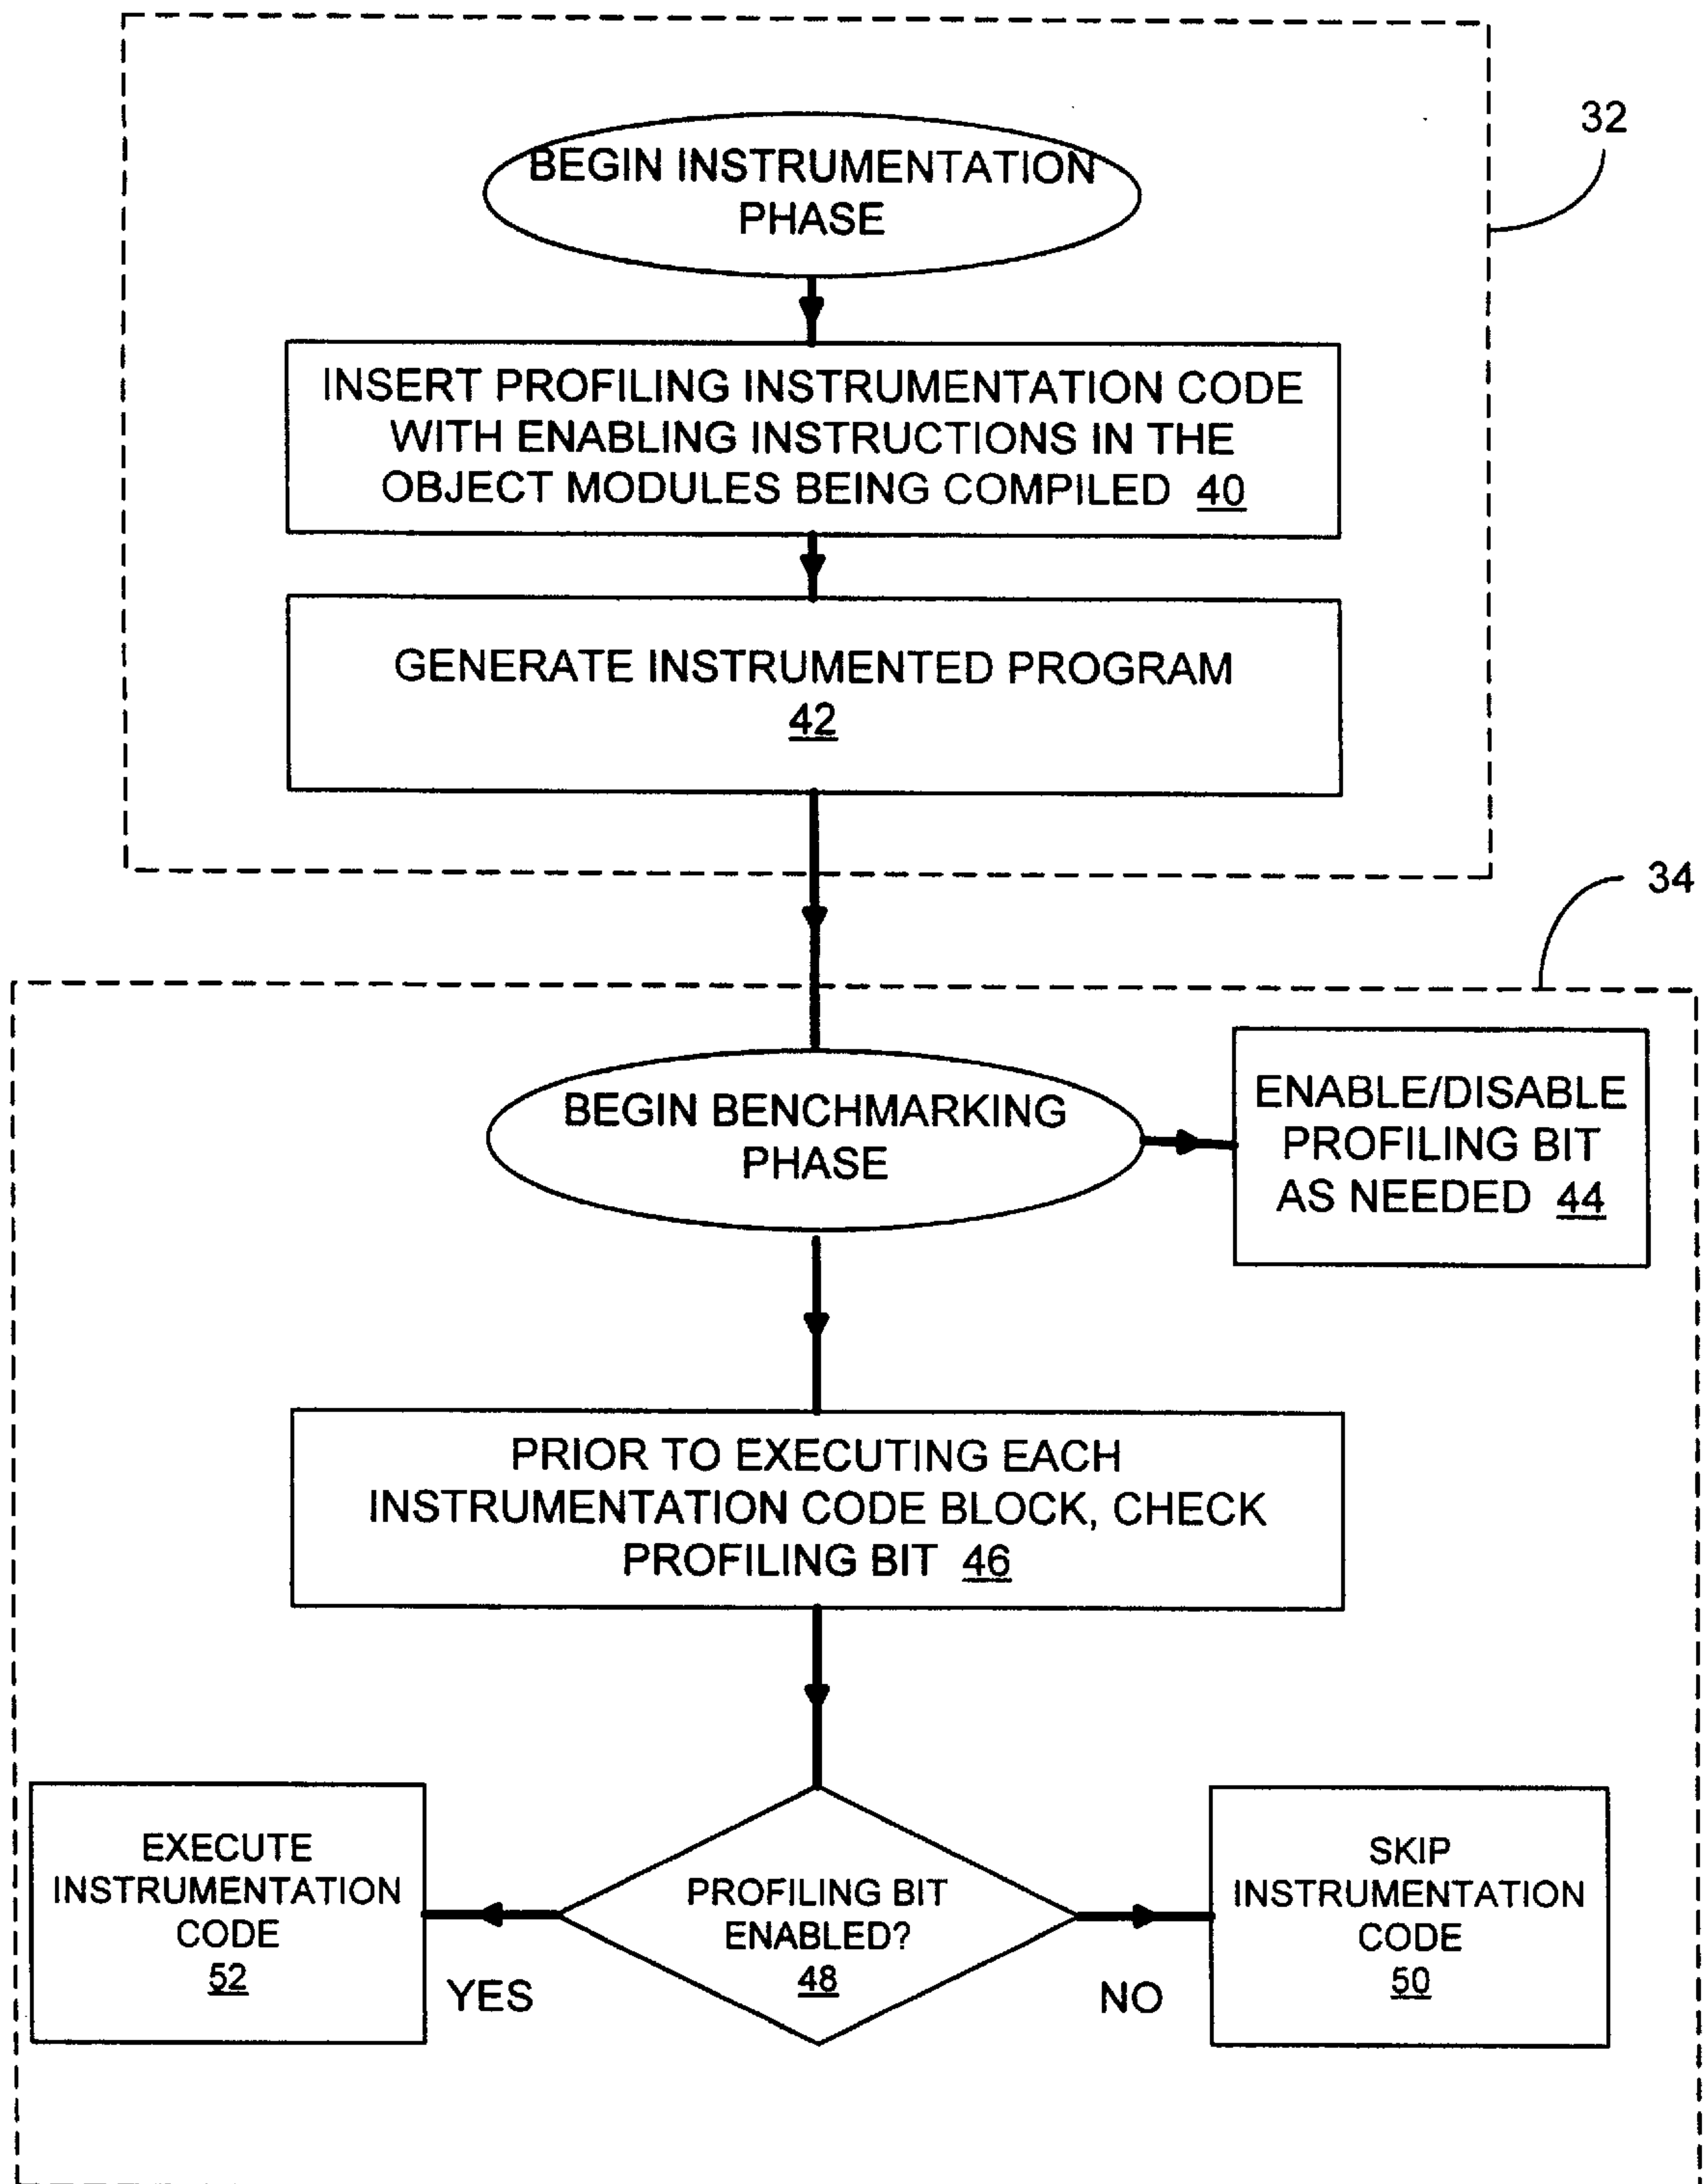 32
BEGIN INSTRUMENTATION
PHASE
INSERT PROFILING INSTRUMENTATION CODE
WITH ENABLING INSTRUCTIONS IN THE
OBJECT MODULES BEING COMPILED 40
GENERATE INSTRUMENTED PROGRAM
42
34
BEGIN BENCHMARKING
PHASE
ENABLE/DISABLE
PROFILING BIT
AS NEEDED 44
PRIOR TO EXECUTING EACH
INSTRUMENTATION CODE BLOCK, CHECK
PROFILING BIT 46
EXECUTE
INSTRUMENTATION
CODE
52
YES
PROFILING BIT
ENABLED?
48
NO
SKIP
INSTRUMENTATION
CODE
50